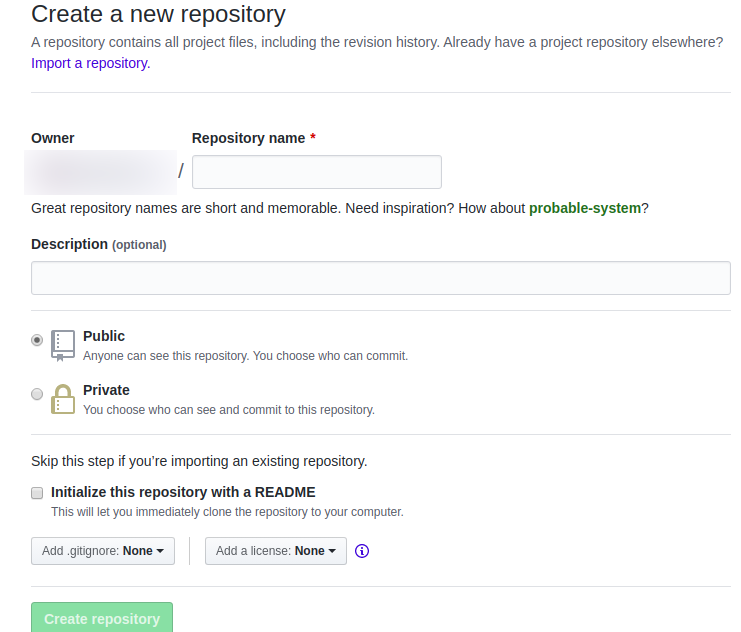 Create a new repository
A repository contains all project files, including the revision history. Already have a project repository elsewhere?
Import a repository.
Owner
Repository name *
/
Great repository names are short and memorable. Need inspiration? How about probable-system?
Description (optional)
Public
Anyone can see this repository. You choose who can commit.
Private
You choose who can see and commit to this repository.
Skip this step if you’re importing an existing repository.
Initialize this repository with a README
This will let you immediately clone the repository to your computer.
Add .gitignore: None
Add a license: None
Create repository